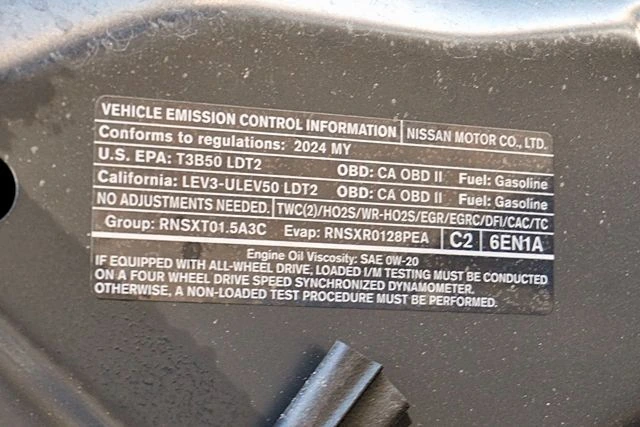 VEHICLE EMISSION CONTROL INFORMATION NISSAN MOTOR CO., LTD.
Conforms to regulations: 2024 MY
U.S. EPA: T3B50 LDT2 OBD: CA OBD II Fuel: Gasoline
California: LEV3-ULEV50 LDT2 OBD: CA OBD II Fuel: Gasoline
NO ADJUSTMENTS NEEDED. TWC(2)/HO2S/WR-HO2S/EGR/EGRC/DFI/CAC/TC
Group: RNSXT01.5A3C Evap: RNSXR0128PEA C2 6EN1A
Engine Oil Viscosity: SAE 0W-20
IF EQUIPPED WITH ALL-WHEEL DRIVE, LOADED I/M TESTING MUST BE CONDUCTED
ON A FOUR WHEEL DRIVE SPEED SYNCHRONIZED DYNAMOMETER.
OTHERWISE, A NON-LOADED TEST PROCEDURE MUST BE PERFORMED.